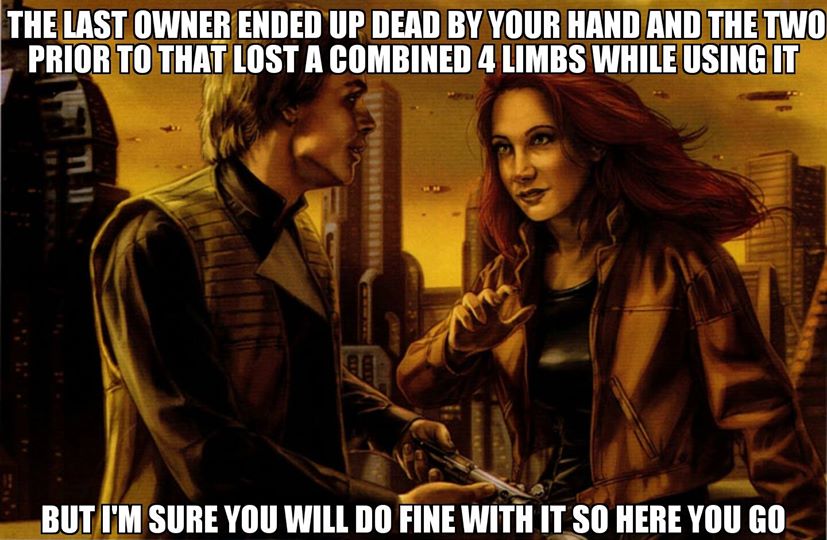 THE LAST OWNER ENDED UP DEAD BY YOUR HAND AND THE TWO
PRIOR TO THAT LOST A COMBINED 4 LIMBS WHILE USING IT
BUT I'M SURE YOU WILL DO FINE WITH IT SO HERE YOU GO